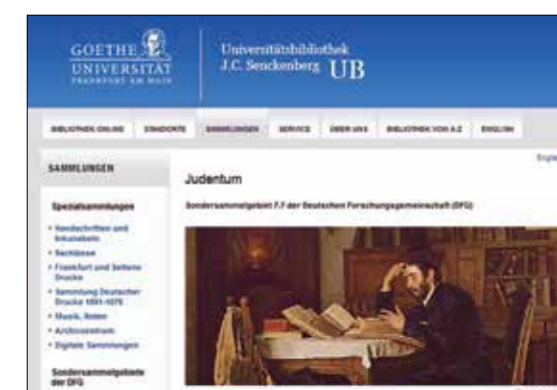 GOETHE
UNIVERSITÄT
FRANKFURT AM MAIN
Universitätsbibliothek
J.C. Senckenberg UB
BIBLIOTHEK ONLINE STANDORTE SAMMLUNGEN SERVICE ÜBER UNS BIBLIOTHEK VON A-Z ENGLISH
SAMMLUNGEN
Judentum
Spezialsammlungen
Sondersammelgebiet 7.7 der Deutschen Forschungsgemeinschaft (DFG)
Handschriften und
Inkunabeln
Nachlässe
Frankfurt und Seltene
Drucke
Sammlung Deutscher
Drucke 1801-1870
Musik, Noten
Archivzentrum
Digitale Sammlungen
Sondersammelgebiete
der DFG